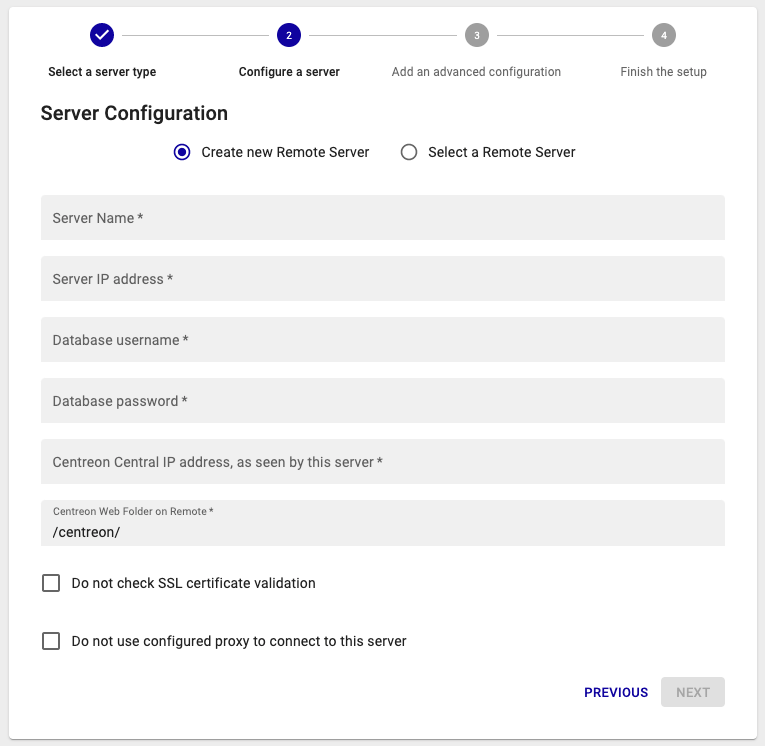 2
3
4
Select a server type
Configure a server
Add an advanced configuration
Finish the setup
Server Configuration
Create new Remote Server
Select a Remote Server
Server Name *
Server IP address *
Database username *
Database password *
Centreon Central IP address, as seen by this server *
Centreon Web Folder on Remote *
/centreon/
Do not check SSL certificate validation
Do not use configured proxy to connect to this server
PREVIOUS
NEXT